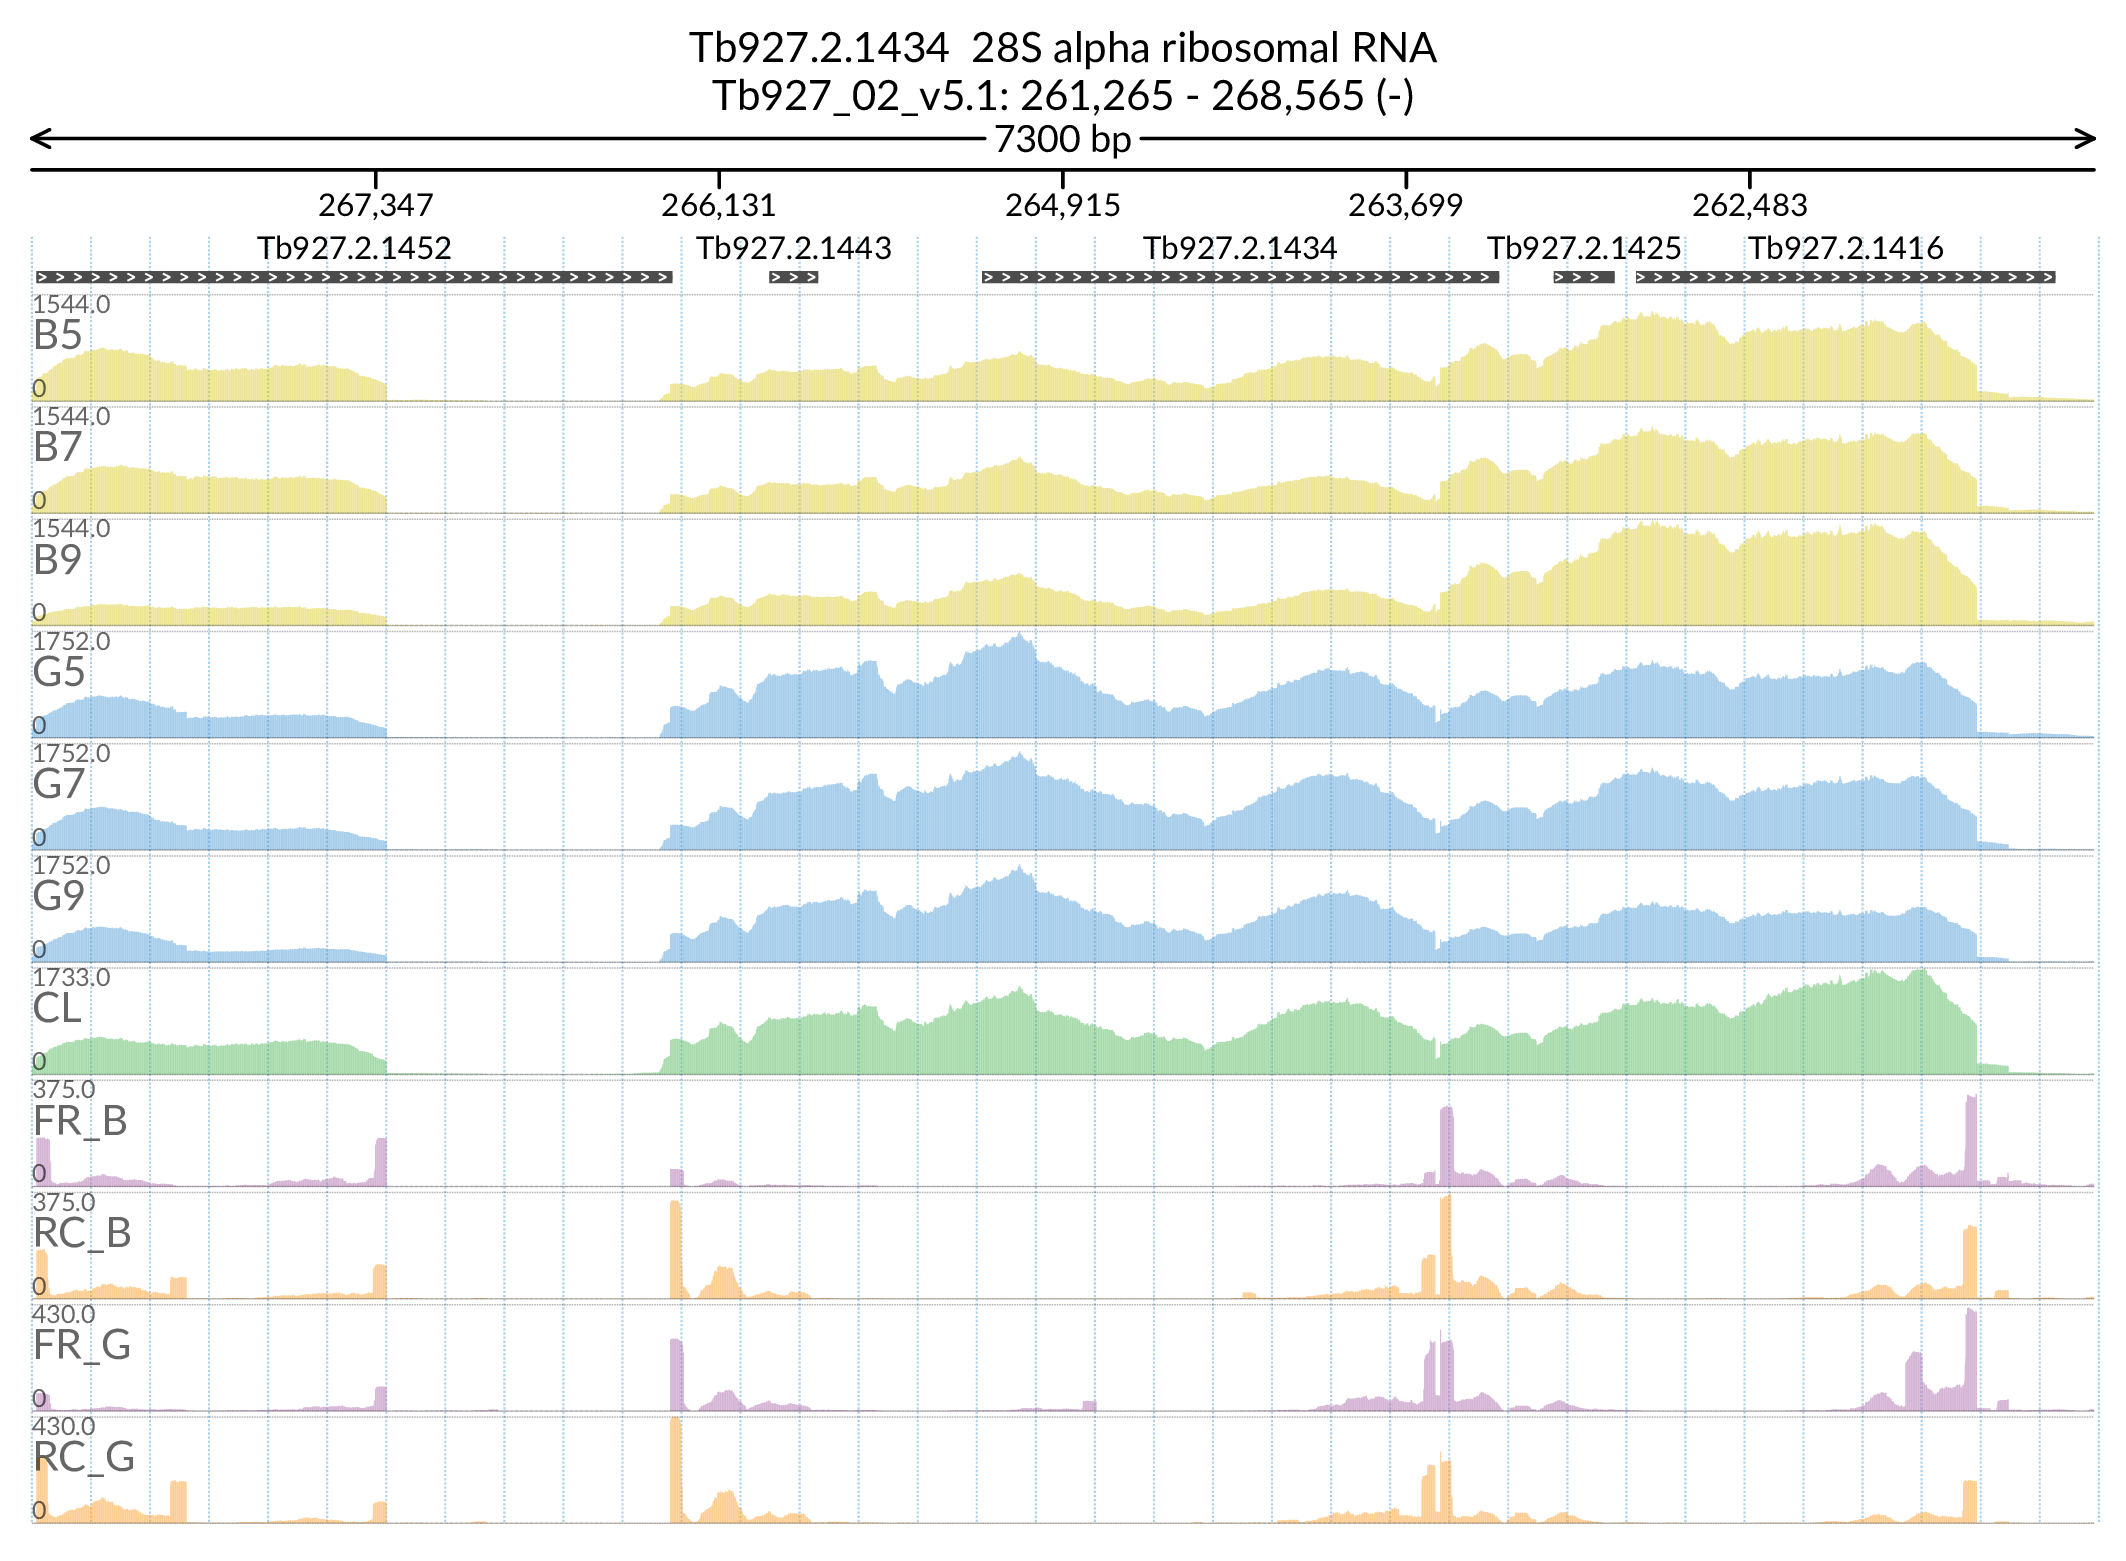 Tb927.2.1434 28S alpha ribosomal RNA
Tb927_02_v5.1: 261,265 - 268,565 (-)
7300 bp
267,347 266,131 264,915 263,699 262,483
Tb927.2.1452 Tb927.2.1443 Tb927.2.1434 Tb927.2.1425 Tb927.2.1416
1544.0
B5
0
1544.0
B7
0
1544.0
B9
0
1752.0
G5
0
1752.0
G7
0
1752.0
G9
0
1733.0
CL
0
375.0
FR_B
0
375.0
RC_B
0
430.0
FR_G
0
430.0
RC_G
0